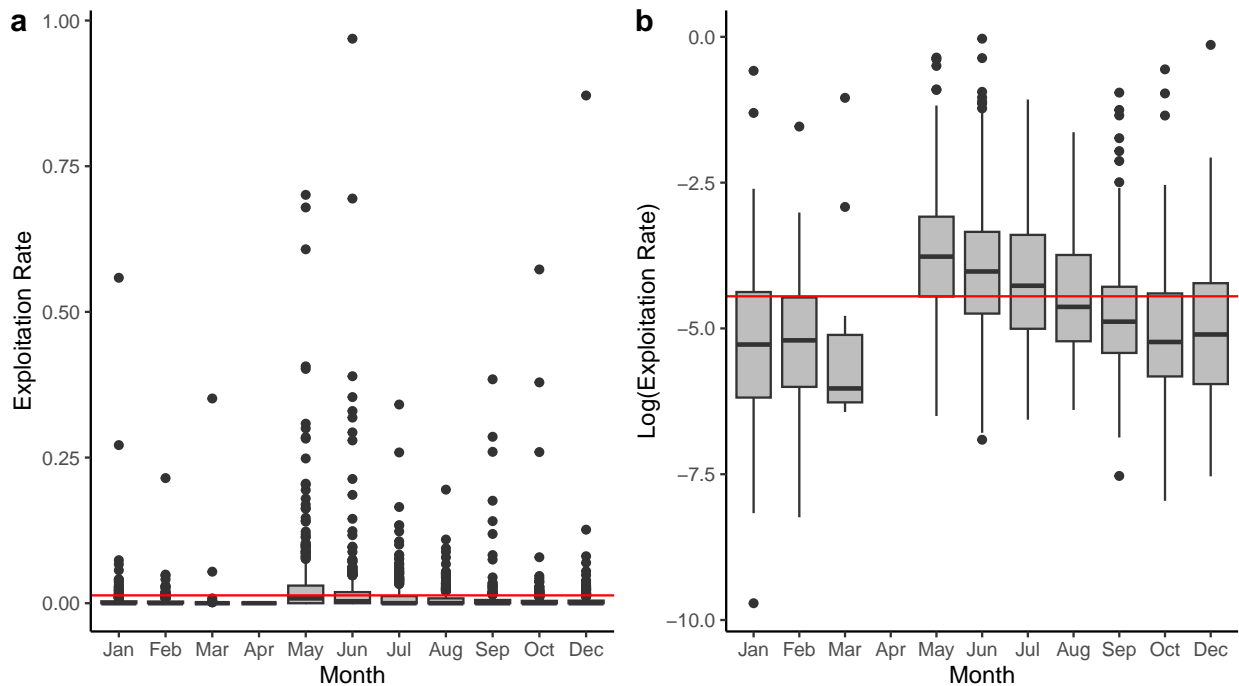 a
1.00
0.75
0.50
0.25
0.00
Exploitation Rate
Jan Feb Mar Apr May Jun Jul Aug Sep Oct Dec
Month
b
0.0
−2.5
−5.0
−7.5
−10.0
Log(Exploitation Rate)
Jan Feb Mar Apr May Jun Jul Aug Sep Oct Dec
Month